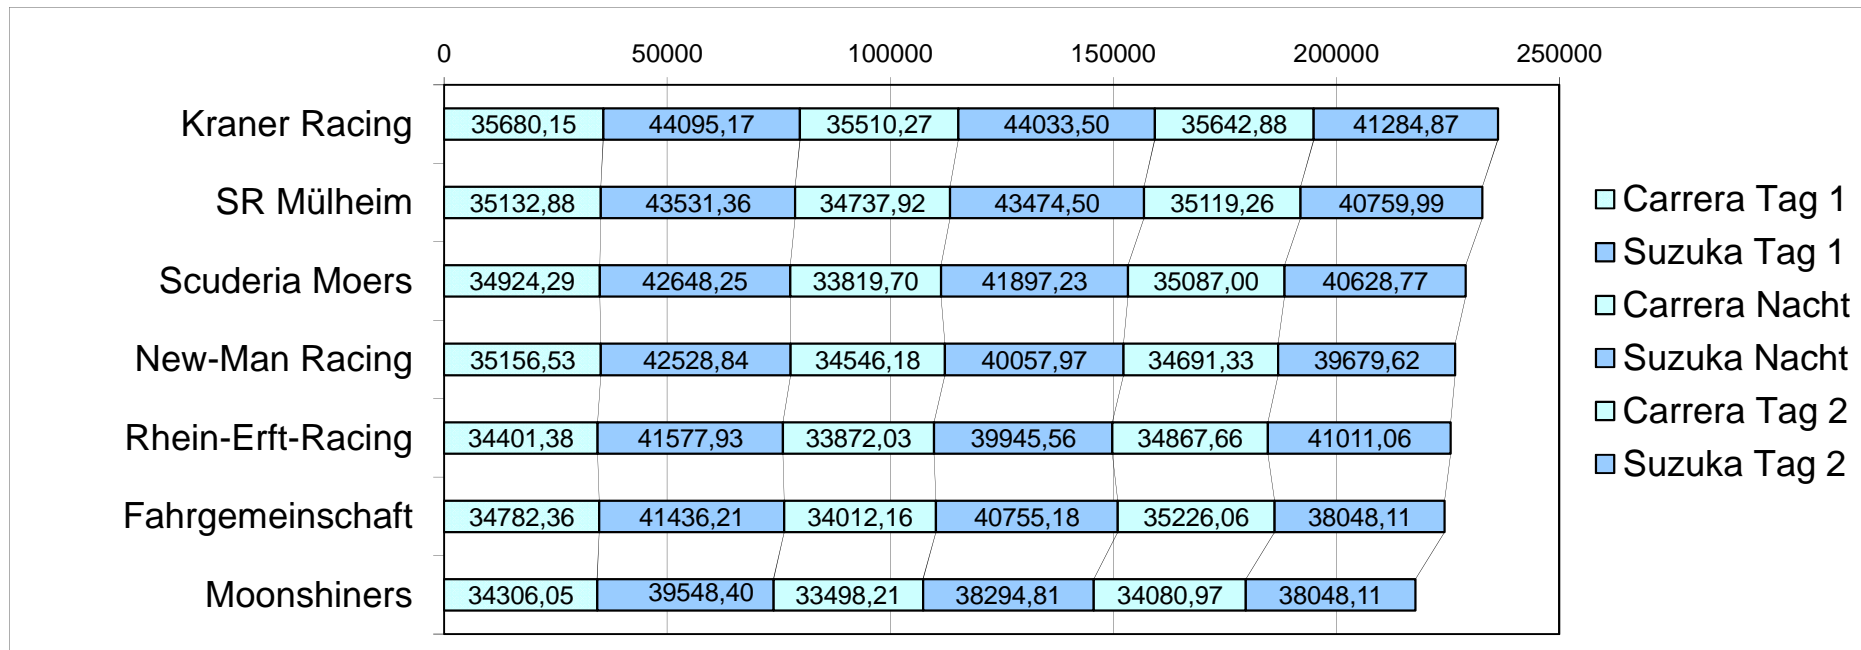 0 50000 100000 150000 200000 250000
Kraner Racing 35680,15 44095,17 35510,27 44033,50 35642,88 41284,87
SR Mülheim 35132,88 43531,36 34737,92 43474,50 35119,26 40759,99
Scuderia Moers 34924,29 42648,25 33819,70 41897,23 35087,00 40628,77
New-Man Racing 35156,53 42528,84 34546,18 40057,97 34691,33 39679,62
Rhein-Erft-Racing 34401,38 41577,93 33872,03 39945,56 34867,66 41011,06
Fahrgemeinschaft 34782,36 41436,21 34012,16 40755,18 35226,06 38048,11
Moonshiners 34306,05 39548,40 33498,21 38294,81 34080,97 38048,11
Carrera Tag 1
Suzuka Tag 1
Carrera Nacht
Suzuka Nacht
Carrera Tag 2
Suzuka Tag 2